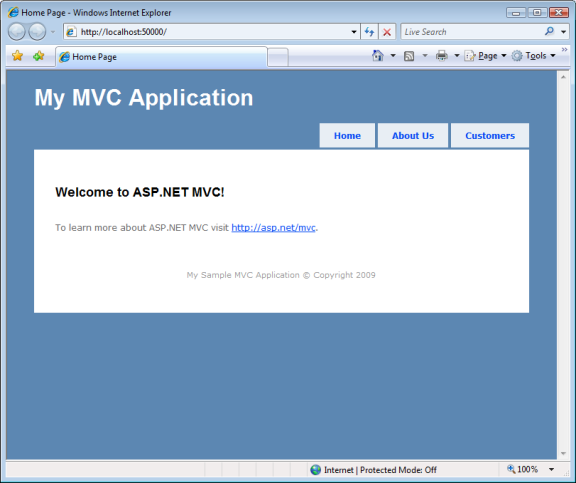 Home Page - Windows Internet Explorer
http://localhost:50000/
Live Search
Home Page
Page
Tools
My MVC Application
Home
About Us
Customers
Welcome to ASP.NET MVC!
To learn more about ASP.NET MVC visit http://asp.net/mvc.
My Sample MVC Application © Copyright 2009
Internet | Protected Mode: Off
100%